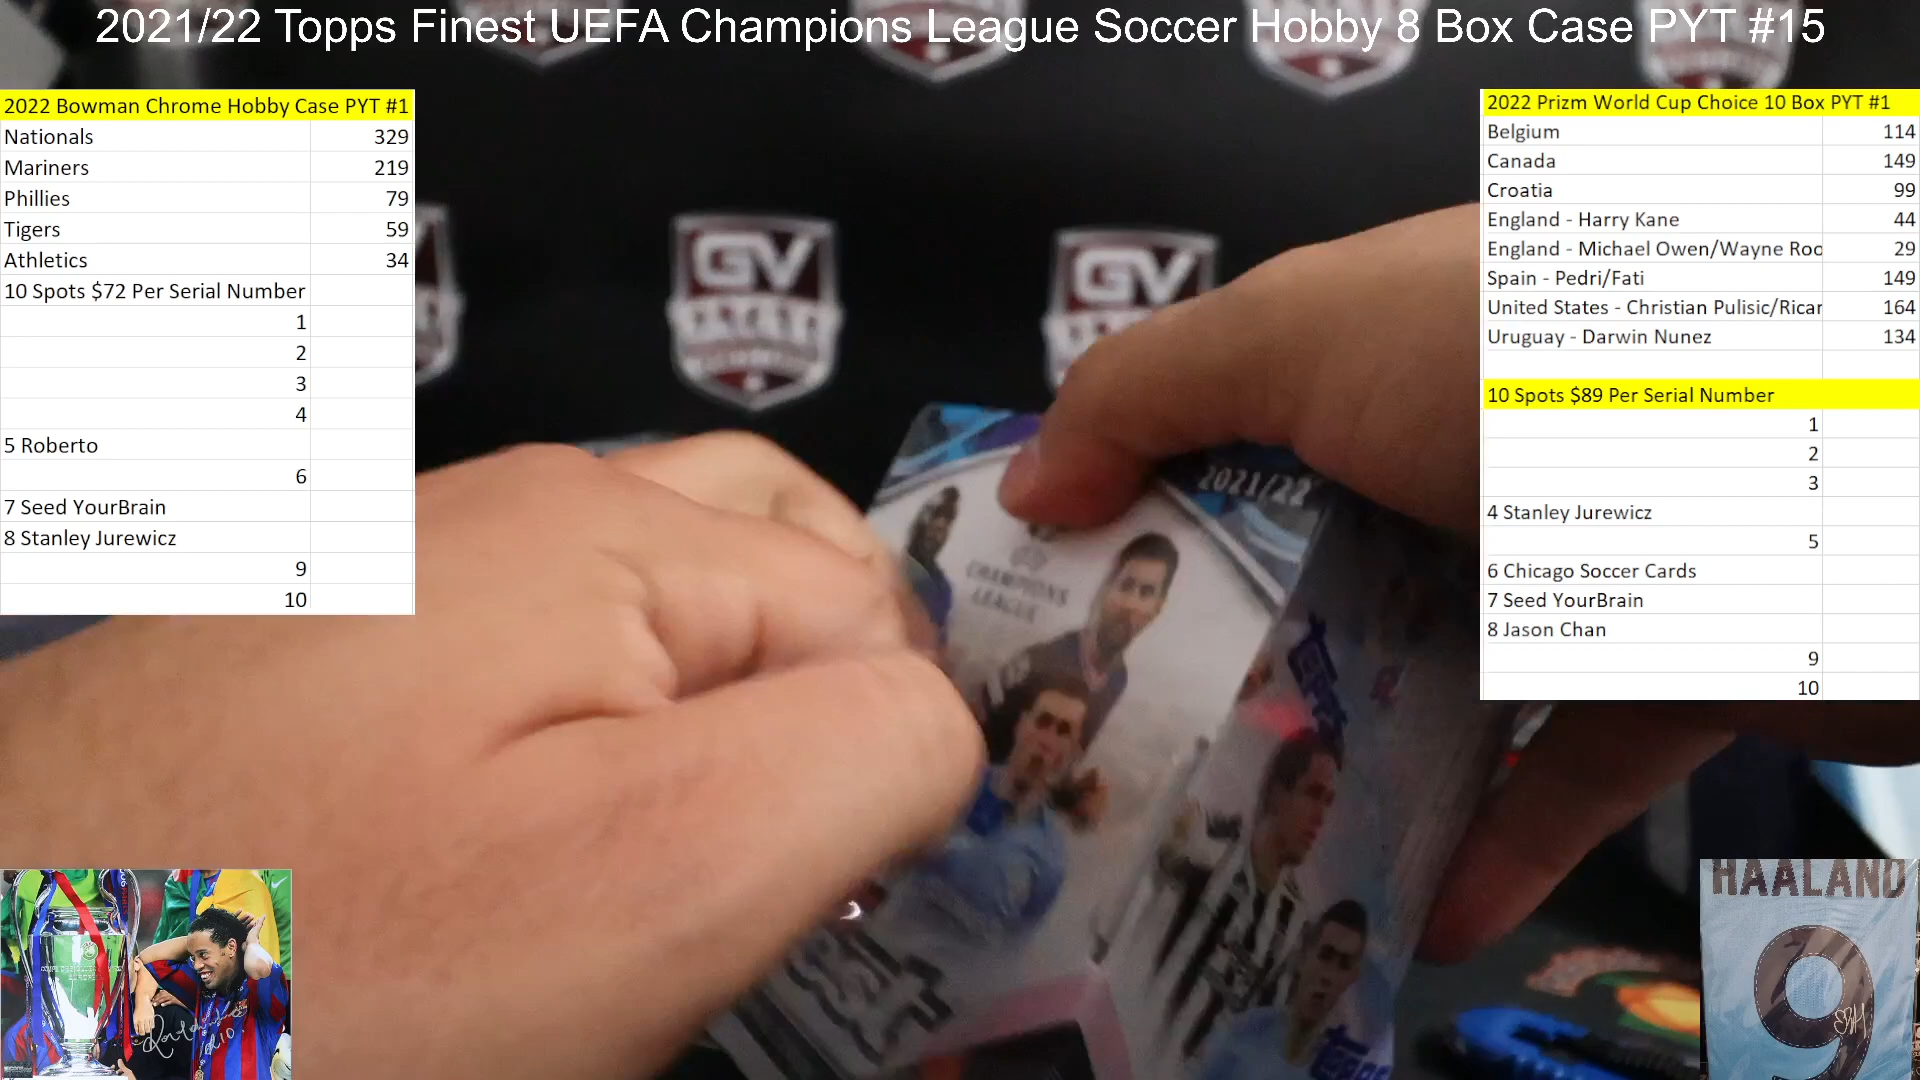 2021/22 Topps Finest UEFA Champions League Soccer Hobby 8 Box Case PYT #15
2022 Bowman Chrome Hobby Case PYT #1
Nationals 329
Mariners 219
Phillies 79
Tigers 59
Athletics 34
10 Spots $72 Per Serial Number
1
2
3
4
5 Roberto
6
7 Seed YourBrain
8 Stanley Jurewicz
9
10
2022 Prizm World Cup Choice 10 Box PYT #1
Belgium 114
Canada 149
Croatia 99
England - Harry Kane 44
England - Michael Owen/Wayne Roo 29
Spain - Pedri/Fati 149
United States - Christian Pulisic/Ricar 164
Uruguay - Darwin Nunez 134
10 Spots $89 Per Serial Number
1
2
3
4 Stanley Jurewicz
5
6 Chicago Soccer Cards
7 Seed YourBrain
8 Jason Chan
9
10
GV
GV
2021/22
CHAMPIONS
LEAGUE
TOPPS
HAALAND
9